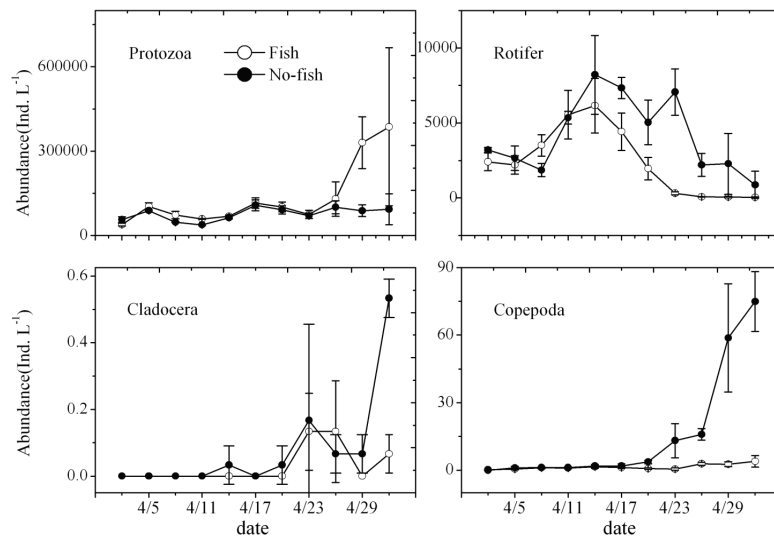 Protozoa
Fish
No-fish
Rotifer
600000
300000
0
10000
5000
0
Abundance(Ind. L-1)
Cladocera
Copepoda
0.6
0.4
0.2
0.0
90
60
30
0
Abundance(Ind. L-1)
4/5 4/11 4/17 4/23 4/29
4/5 4/11 4/17 4/23 4/29
date
date